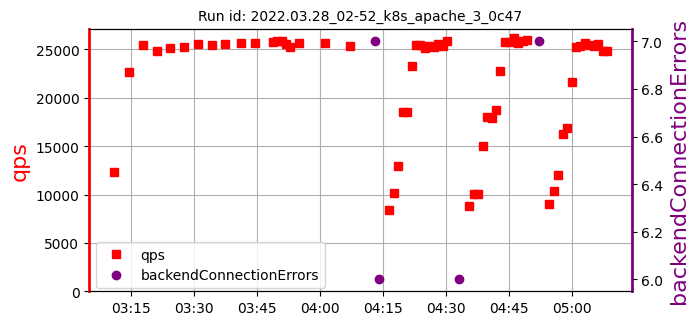 Run id: 2022.03.28_02-52_k8s_apache_3_0c47
qps
25000
20000
15000
10000
5000
0
7.0
6.8
6.6
6.4
6.2
6.0
backendConnectionErrors
qps
backendConnectionErrors
03:15 03:30 03:45 04:00 04:15 04:30 04:45 05:00